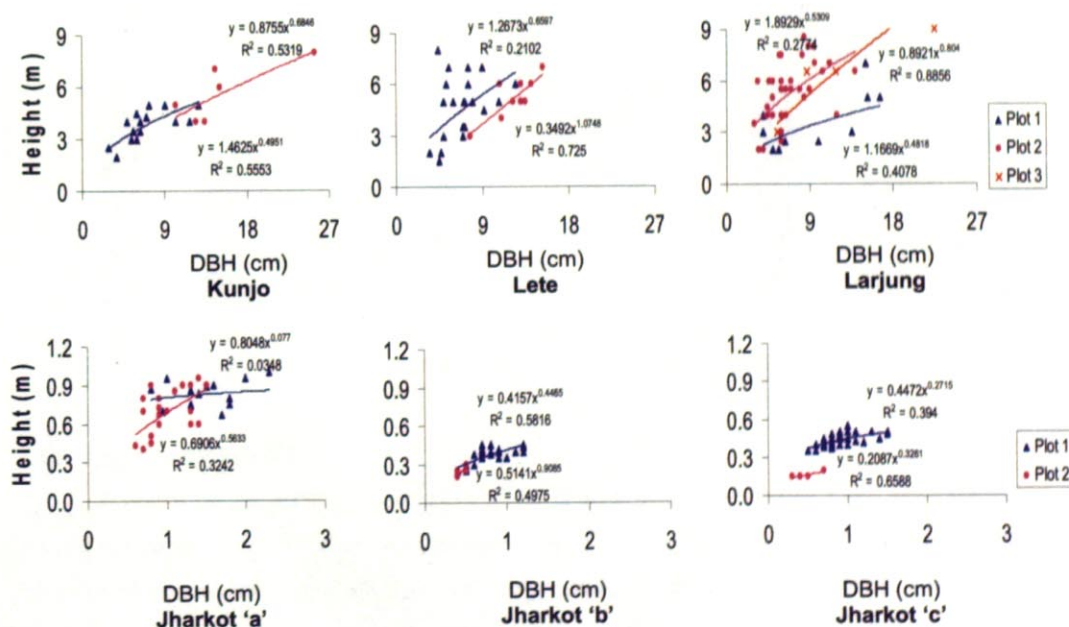 Height (m)
9
6
3
0
y = 0.8755x^0.6846
R² = 0.5319
y = 1.4625x^0.4951
R² = 0.5553
0 9 18 27
DBH (cm)
Kunjo
9
6
3
0
y = 1.2673x^0.6597
R² = 0.2102
y = 0.3492x^1.0748
R² = 0.725
0 9 18 27
DBH (cm)
Lete
9
6
3
0
y = 1.8929x^0.5309
R² = 0.2774
y = 0.8921x^0.804
R² = 0.8856
y = 1.1669x^0.4818
R² = 0.4078
0 9 18 27
DBH (cm)
Larjung
Plot 1
Plot 2
Plot 3
Height (m)
1.2
0.9
0.6
0.3
0.0
y = 0.8048x^0.077
R² = 0.0348
y = 0.6906x^0.5633
R² = 0.3242
0 1 2 3
DBH (cm)
Jharkot 'a'
1.2
0.9
0.6
0.3
0.0
y = 0.4157x^0.4465
R² = 0.5816
y = 0.5141x^0.9085
R² = 0.4975
0 1 2 3
DBH (cm)
Jharkot 'b'
1.2
0.9
0.6
0.3
0.0
y = 0.4472x^0.2715
R² = 0.394
y = 0.2087x^0.3261
R² = 0.6588
0 1 2 3
DBH (cm)
Jharkot 'c'
Plot 1
Plot 2